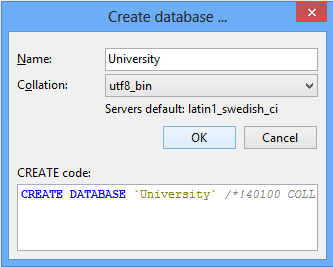 Create database ...
Name: University
Collation: utf8_bin
Servers default: latin1_swedish_ci
OK Cancel
CREATE code:
CREATE DATABASE `University` /*!40100 COLL